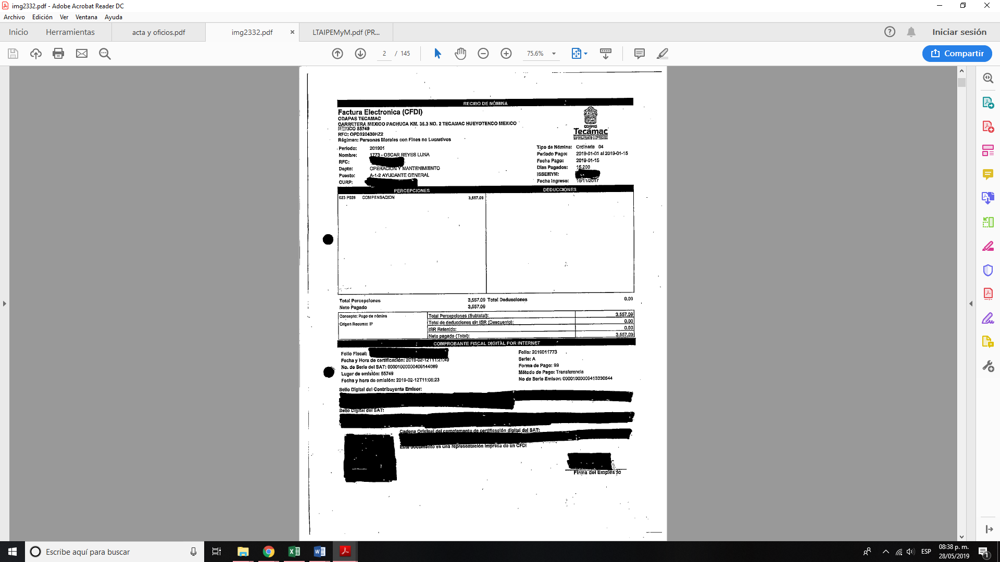 img2332.pdf - Adobe Acrobat Reader DC
Archivo Edición Ver Ventana Ayuda
Inicio Herramientas acta y oficios.pdf img2332.pdf × LTAIPEMyM.pdf (PR...
Iniciar sesión
2 / 145 75.6% Compartir
RECIBO DE NÓMINA
Factura Electronica (CFDI)
ODAPAS TECAMAC
CARRETERA MEXICO PACHUCA KM. 36.3 NO. 2 TECAMAC HUEYOTENCO MEXICO
MEXICO 55749
RFC: OPD920430HZ2
Régimen: Personas Morales con Fines no Lucrativos
ODAPAS
Tecámac
Periodo: 201901
Nombre: 1773 - OSCAR REYES LUNA
RFC:
Depto: OPERACION Y MANTENIMIENTO
Puesto: A-1-2 AYUDANTE GENERAL
CURP:
Tipo de Nómina: Ordinaria 04
Periodo Pago: 2019-01-01 al 2019-01-15
Fecha Pago: 2019-01-15
Días Pagados: 15.200
ISSEMYM:
Fecha Ingreso: 16/11/2017
PERCEPCIONES DEDUCCIONES
023 P028 COMPENSACION 3,557.09
Total Percepciones 3,557.09 Total Deducciones 0.00
Neto Pagado 3,557.09
Concepto: Pago de nómina
Origen Recurso: IP
Total Percepciones (Subtotal): 3,557.09
Total de deducciones sin ISR (Descuento): 0.00
ISR Retenido: 0.00
Neto pagado (Total): 3,557.09
COMPROBANTE FISCAL DIGITAL POR INTERNET
Folio Fiscal:
Fecha y Hora de certificación: 2019-02-12T11:21:49
No. de Serie del SAT: 00001000000406144089
Lugar de emisión: 55749
Fecha y hora de emisión: 2019-02-12T11:06:23
Folio: 2019011773
Serie: A
Forma de Pago: 99
Método de Pago: Transferencia
No de Serie Emisor: 00001000000413330544
Sello Digital del Contribuyente Emisor:
Sello Digital del SAT:
Cadena Original del complemento de certificación digital del SAT:
Este documento es una representación impresa de un CFDI
Firma del Empleado
Escribe aquí para buscar
ESP
08:38 p. m.
28/05/2019
1